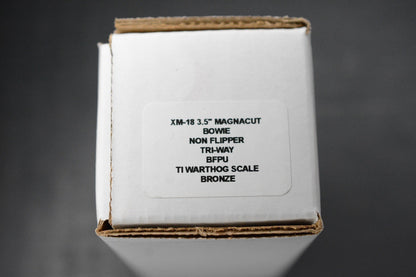 XM-18 3.5" MAGNACUT
BOWIE
NON FLIPPER
TRI-WAY
BFPU
TI WARTHOG SCALE
BRONZE